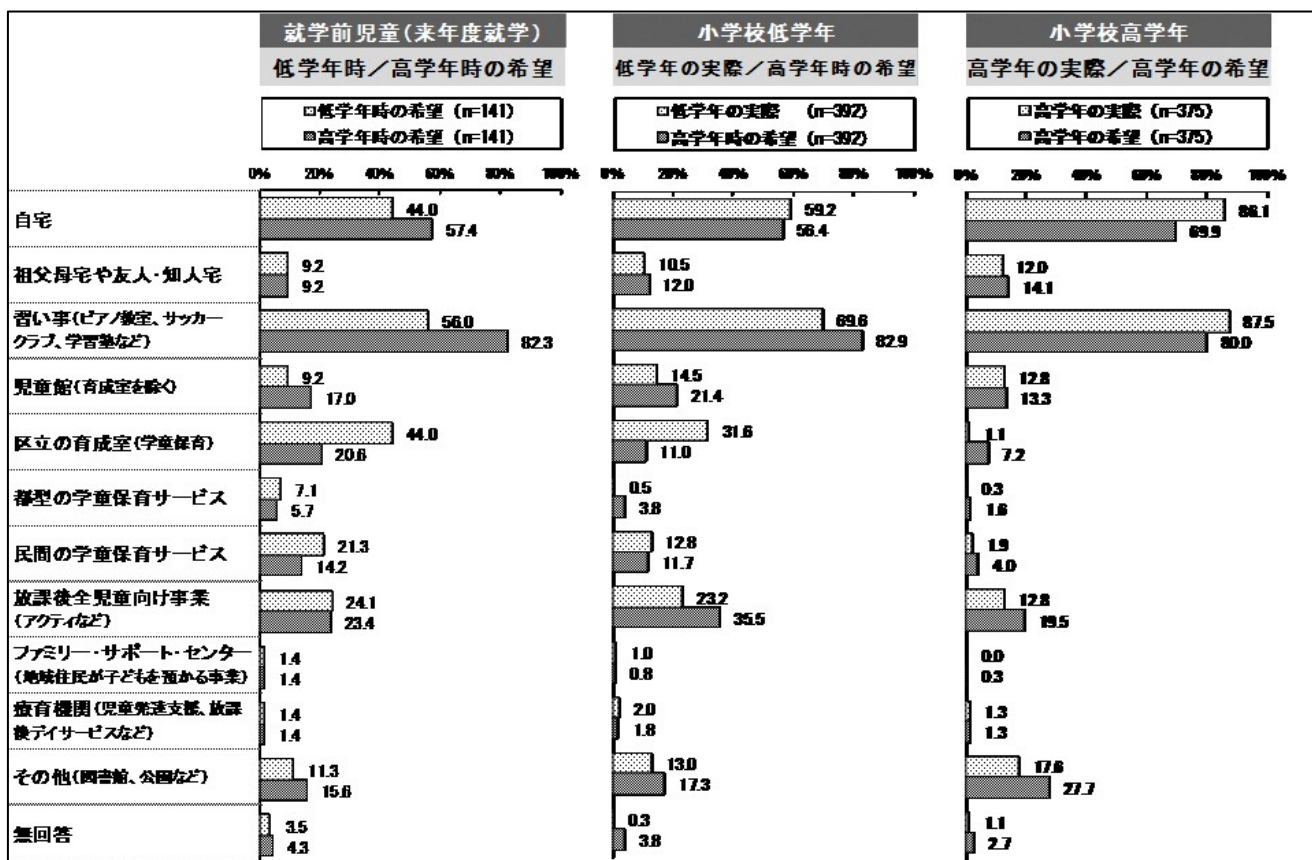 就学前児童(来年度就学) 小学校低学年 小学校高学年
低学年時/高学年時の希望 低学年の実際/高学年時の希望 高学年の実際/高学年の希望
低学年時の希望 (n=141) 低学年の実際 (n=392) 高学年の実際 (n=375)
高学年時の希望 (n=141) 高学年時の希望 (n=392) 高学年の希望 (n=375)
0% 20% 40% 60% 80% 100% 0% 20% 40% 60% 80% 100% 0% 20% 40% 60% 80% 100%
自宅
44.0 59.2 86.1
57.4 56.4 69.9
祖父母宅や友人・知人宅
9.2 10.5 12.0
9.2 12.0 14.1
習い事(ピアノ教室、サッカー
クラブ、学習塾など)
56.0 69.6 87.5
82.3 82.9 80.0
児童館(育成室を除く)
9.2 14.5 12.8
17.0 21.4 13.3
区立の育成室(学童保育)
44.0 31.6 1.1
20.6 11.0 7.2
都型の学童保育サービス
7.1 0.5 0.3
5.7 3.8 1.6
民間の学童保育サービス
21.3 12.8 1.9
14.2 11.7 4.0
放課後全児童向け事業
(アクティなど)
24.1 23.2 12.8
23.4 35.5 19.5
ファミリー・サポート・センター
(地域住民が子どもを預かる事業)
1.4 1.0 0.0
1.4 0.8 0.3
療育機関(児童発達支援、放課
後デイサービスなど)
1.4 2.0 1.3
1.4 1.8 1.3
その他(図書館、公園など)
11.3 13.0 17.6
15.6 17.3 27.7
無回答
3.5 0.3 1.1
4.3 3.8 2.7